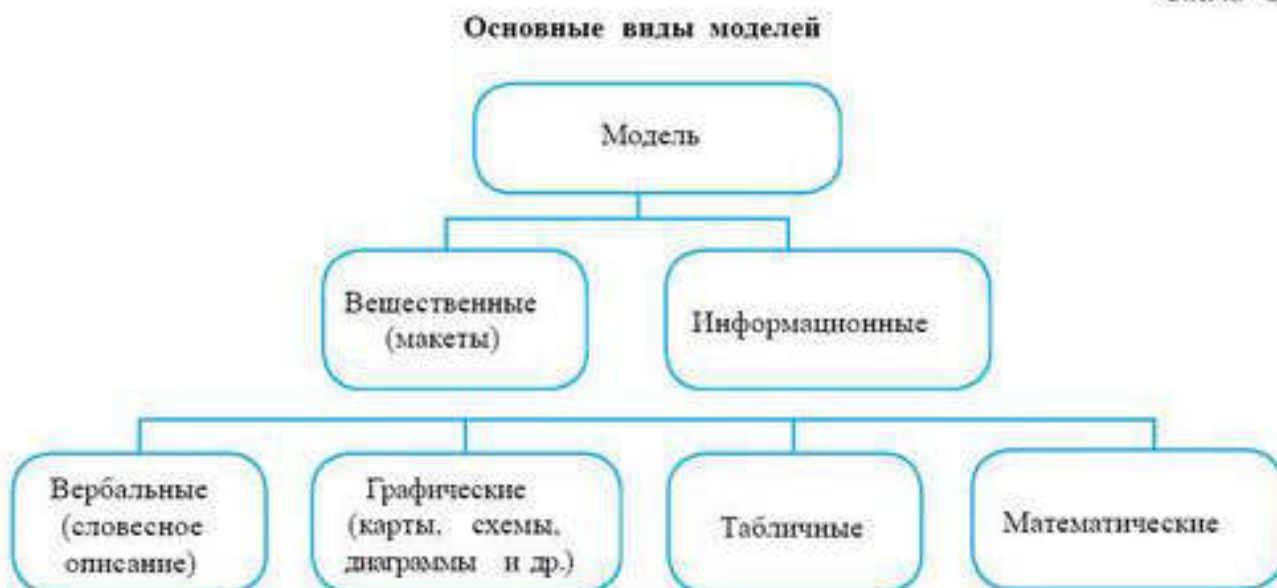 Основные виды моделей
Модель
Вещественные
(макеты)
Информационные
Вербальные
(словесное
описание)
Графические
(карты, схемы,
диаграммы и др.)
Табличные
Математические